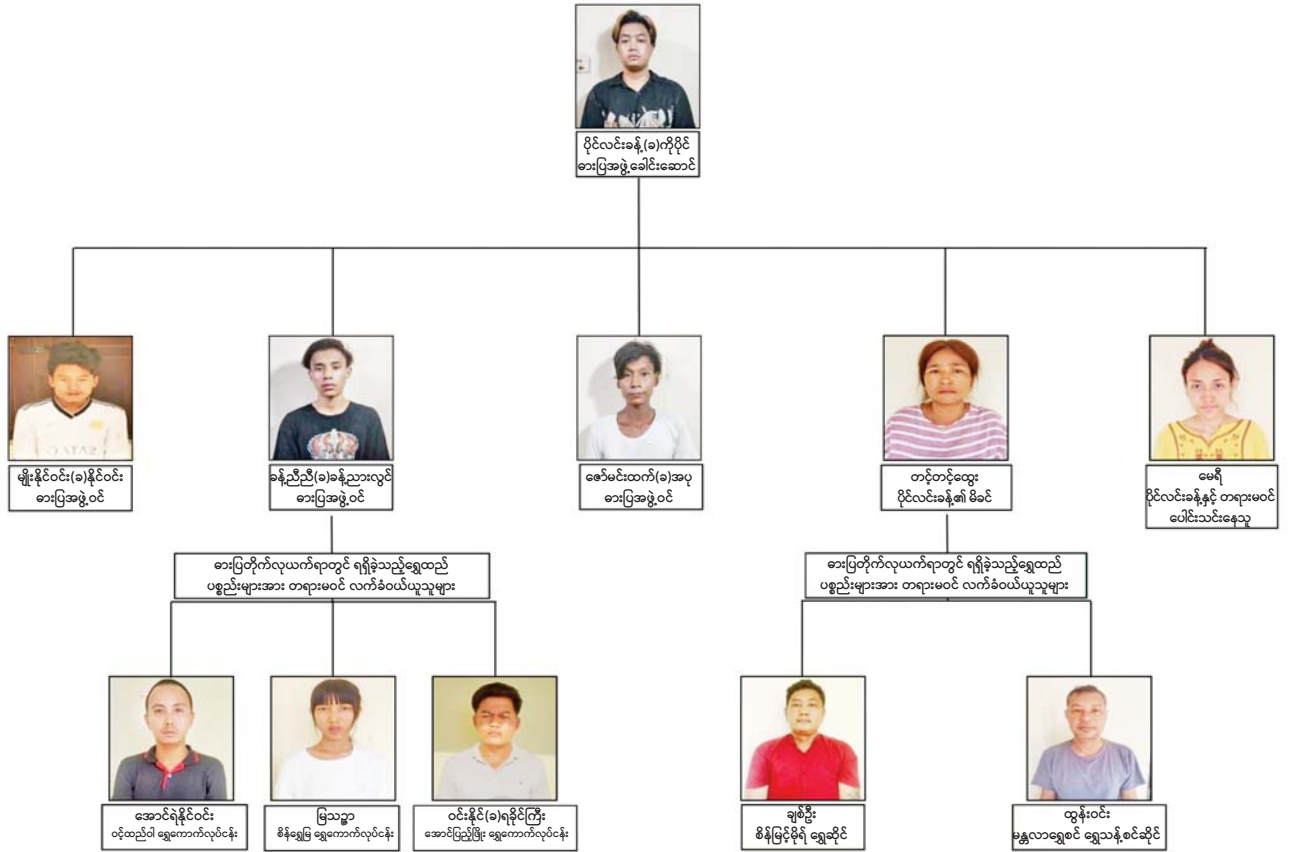 ပိုင်လင်းခန့်(ခ)ကိုပိုင်
ဓားပြအဖွဲ့ခေါင်းဆောင်
မျိုးနိုင်ဝင်း(ခ)နိုင်ဝင်း
ဓားပြအဖွဲ့ဝင်
ခန့်ညီညီ(ခ)ခန့်ညားလွင်
ဓားပြအဖွဲ့ဝင်
ဇော်မင်းထက်(ခ)အပု
ဓားပြအဖွဲ့ဝင်
တင့်တင့်ထွေး
ပိုင်လင်းခန့်၏ မိခင်
မေရီ
ပိုင်လင်းခန့်နှင့် တရားမဝင်
ပေါင်းသင်းနေသူ
ဓားပြတိုက်လုယက်ရာတွင် ရရှိခဲ့သည့်ရွှေထည်
ပစ္စည်းများအား တရားမဝင် လက်ခံဝယ်ယူသူများ
ဓားပြတိုက်လုယက်ရာတွင် ရရှိခဲ့သည့်ရွှေထည်
ပစ္စည်းများအား တရားမဝင် လက်ခံဝယ်ယူသူများ
အောင်ရဲနိုင်ဝင်း
ဝင့်ထည်ဝါ ရွှေကောက်လုပ်ငန်း
မြသဉ္ဇာ
စိန်ရွှေမြ ရွှေကောက်လုပ်ငန်း
ဝင်းနိုင်(ခ)ရခိုင်ကြီး
အောင်ပြည့်ဖြိုး ရွှေကောက်လုပ်ငန်း
ချစ်ဦး
စိန်မြင့်မိုရ် ရွှေဆိုင်
ထွန်းဝင်း
မန္တလာရွှေစင် ရွှေသန့်စင်ဆိုင်